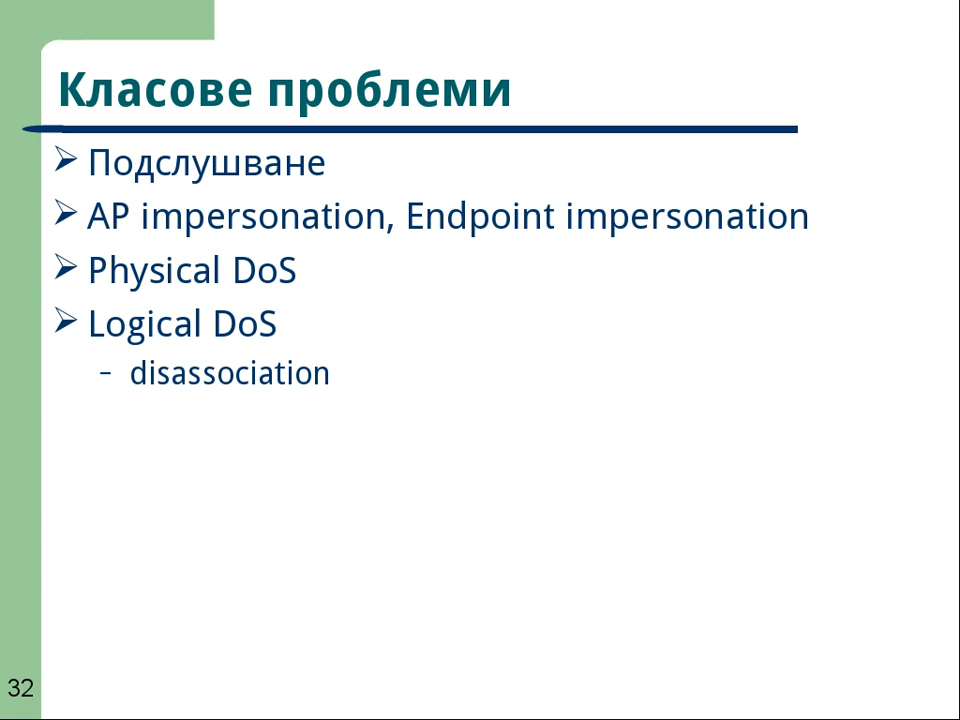 Класове проблеми
Подслушване
AP impersonation, Endpoint impersonation
Physical DoS
Logical DoS
– disassociation
32